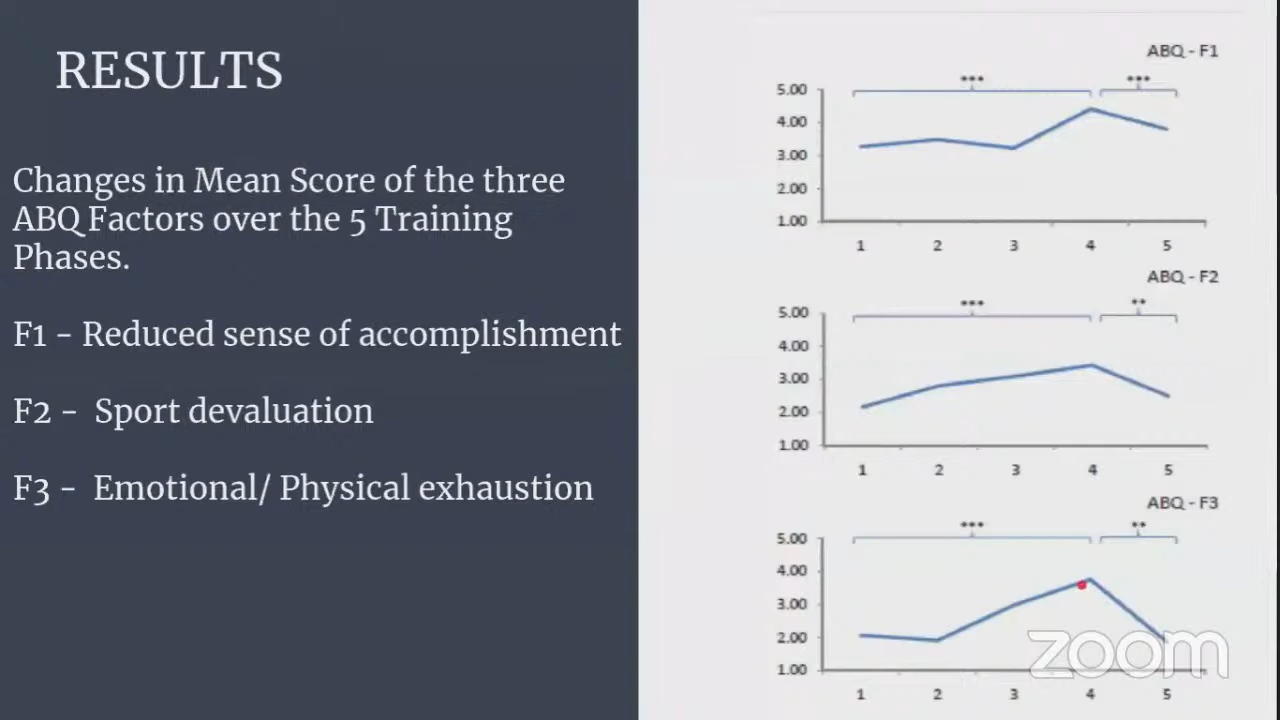 RESULTS
Changes in Mean Score of the three
ABQ Factors over the 5 Training
Phases.
F1 - Reduced sense of accomplishment
F2 - Sport devaluation
F3 - Emotional/ Physical exhaustion
ABQ - F1
*** ***
5.00
4.00
3.00
2.00
1.00
1 2 3 4 5
ABQ - F2
*** **
5.00
4.00
3.00
2.00
1.00
1 2 3 4 5
ABQ - F3
*** **
5.00
4.00
3.00
2.00
1.00
1 2 3 4 5
zoom